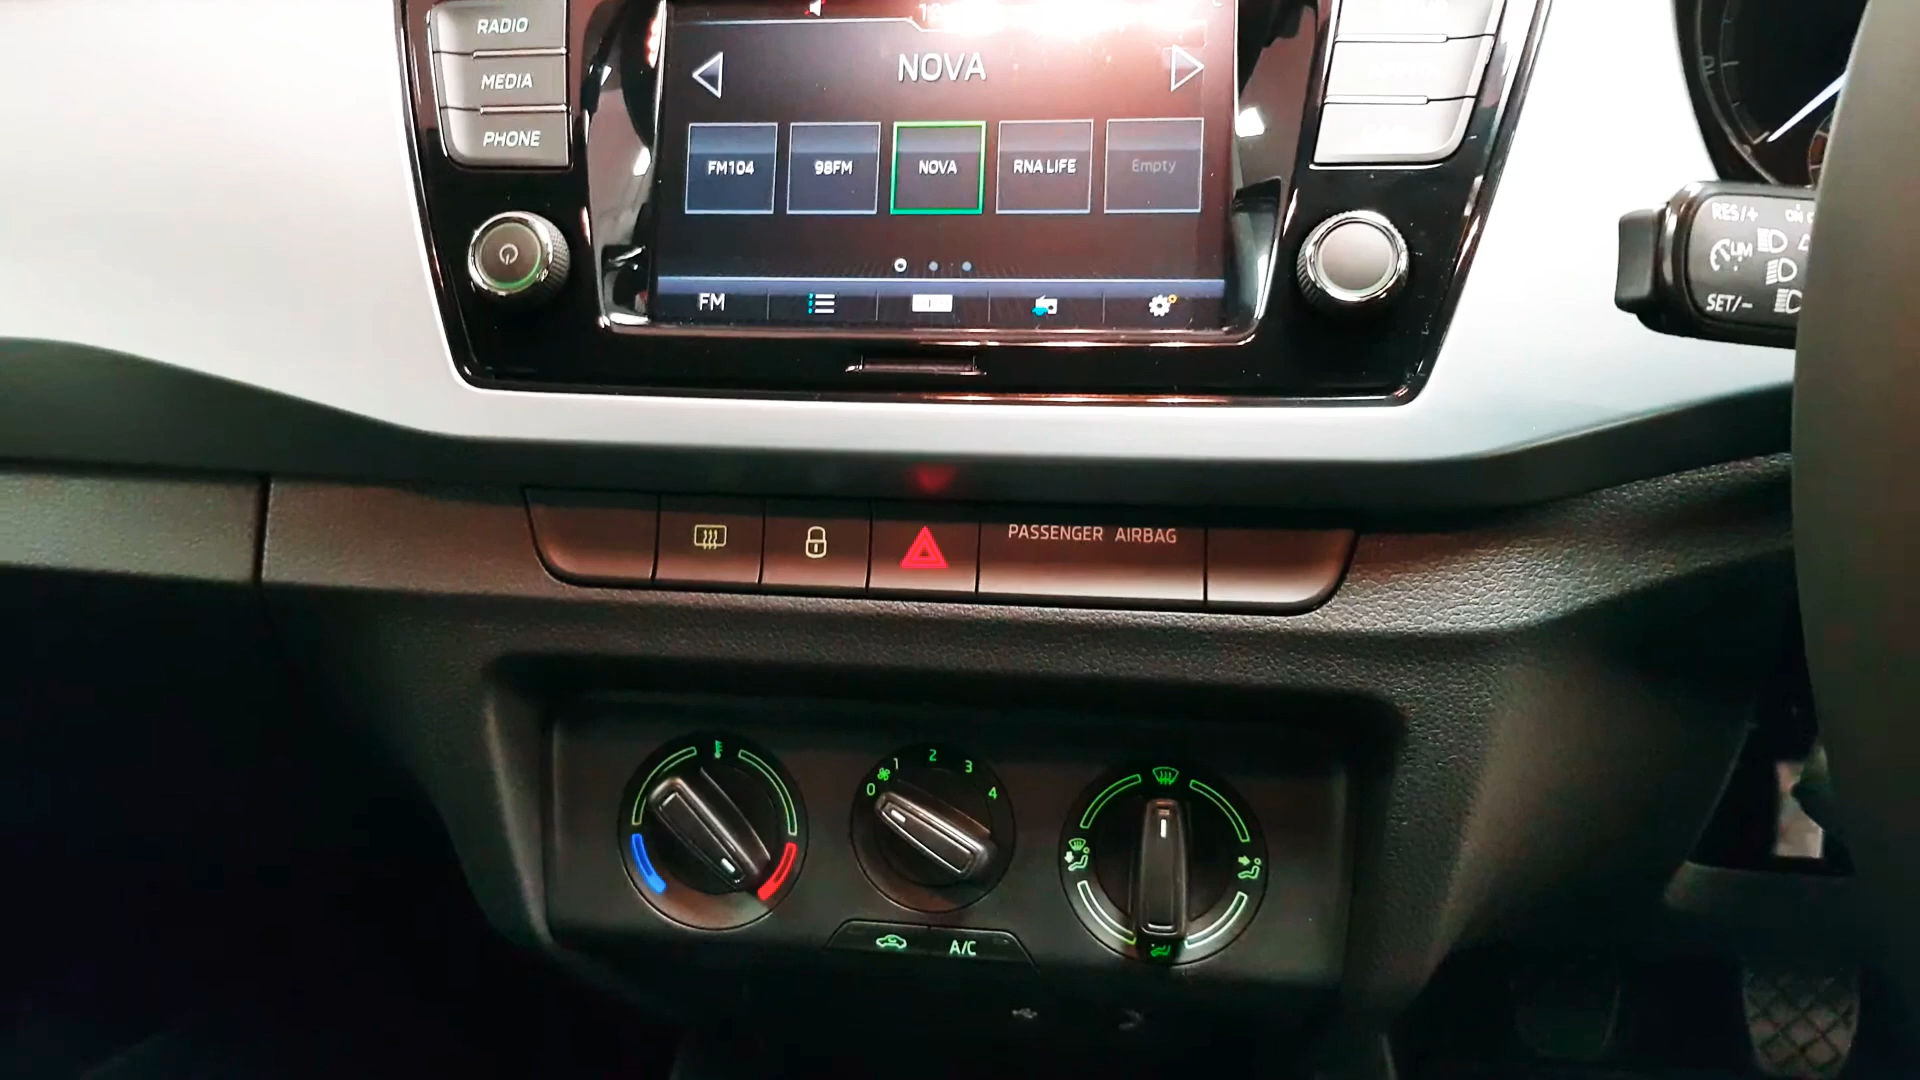 RADIO
MEDIA
PHONE
NOVA
FM104
98FM
NOVA
RNA LIFE
Empty
FM
RES/+
LIM
SET/-
PASSENGER AIRBAG
0
1
2
3
4
A/C